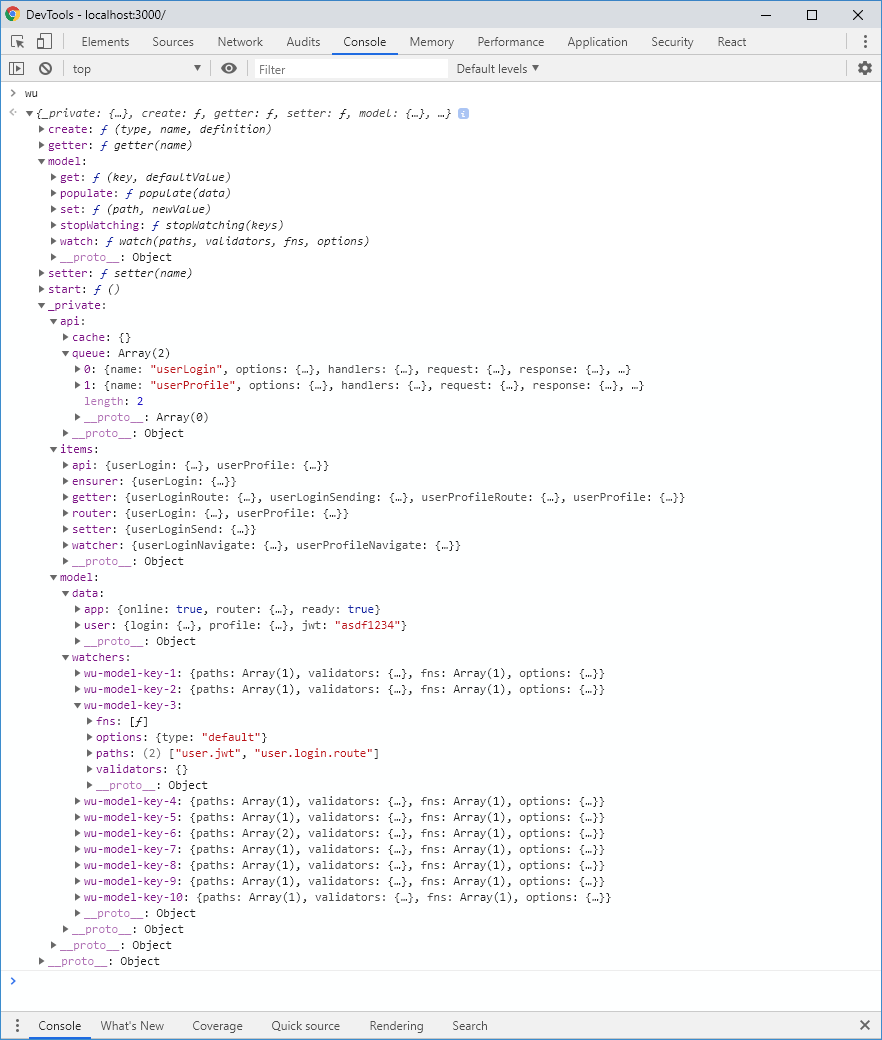 DevTools - localhost:3000/
Elements Sources Network Audits Console Memory Performance Application Security React
top Filter Default levels
wu
{_private: {…}, create: ƒ, getter: ƒ, setter: ƒ, model: {…}, …} i
create: ƒ (type, name, definition)
getter: ƒ getter(name)
model:
get: ƒ (key, defaultValue)
populate: ƒ populate(data)
set: ƒ (path, newValue)
stopWatching: ƒ stopWatching(keys)
watch: ƒ watch(paths, validators, fns, options)
__proto__: Object
setter: ƒ setter(name)
start: ƒ ()
_private:
api:
cache: {}
queue: Array(2)
0: {name: "userLogin", options: {…}, handlers: {…}, request: {…}, response: {…}, …}
1: {name: "userProfile", options: {…}, handlers: {…}, request: {…}, response: {…}, …}
length: 2
__proto__: Array(0)
__proto__: Object
items:
api: {userLogin: {…}, userProfile: {…}}
ensurer: {userLogin: {…}}
getter: {userLoginRoute: {…}, userLoginSending: {…}, userProfileRoute: {…}, userProfile: {…}}
router: {userLogin: {…}, userProfile: {…}}
setter: {userLoginSend: {…}}
watcher: {userLoginNavigate: {…}, userProfileNavigate: {…}}
__proto__: Object
model:
data:
app: {online: true, router: {…}, ready: true}
user: {login: {…}, profile: {…}, jwt: "asdf1234"}
__proto__: Object
watchers:
wu-model-key-1: {paths: Array(1), validators: {…}, fns: Array(1), options: {…}}
wu-model-key-2: {paths: Array(1), validators: {…}, fns: Array(1), options: {…}}
wu-model-key-3:
fns: [ƒ]
options: {type: "default"}
paths: (2) ["user.jwt", "user.login.route"]
validators: {}
__proto__: Object
wu-model-key-4: {paths: Array(1), validators: {…}, fns: Array(1), options: {…}}
wu-model-key-5: {paths: Array(1), validators: {…}, fns: Array(1), options: {…}}
wu-model-key-6: {paths: Array(2), validators: {…}, fns: Array(1), options: {…}}
wu-model-key-7: {paths: Array(1), validators: {…}, fns: Array(1), options: {…}}
wu-model-key-8: {paths: Array(1), validators: {…}, fns: Array(1), options: {…}}
wu-model-key-9: {paths: Array(1), validators: {…}, fns: Array(1), options: {…}}
wu-model-key-10: {paths: Array(1), validators: {…}, fns: Array(1), options: {…}}
__proto__: Object
__proto__: Object
__proto__: Object
__proto__: Object
Console What's New Coverage Quick source Rendering Search